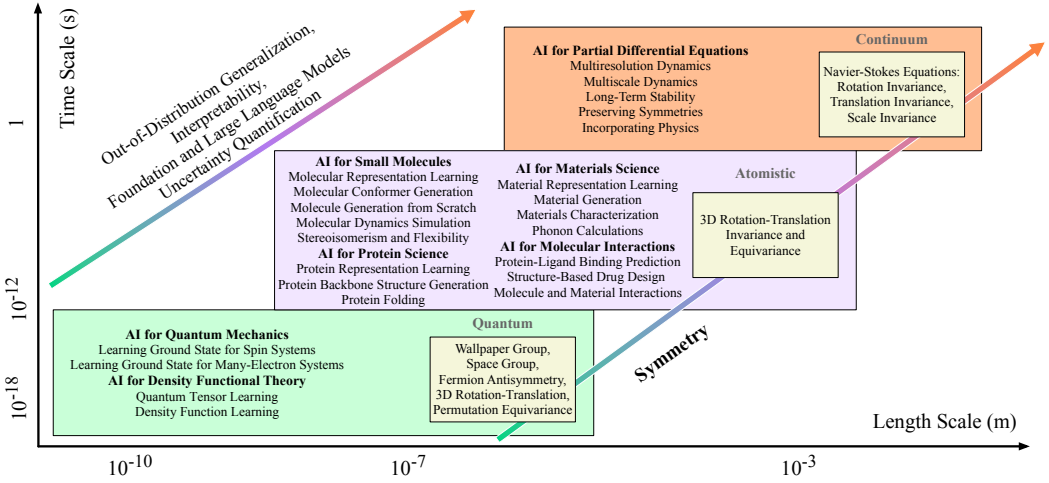 Time Scale (s)
1
10-12
10-18
Out-of-Distribution Generalization,
Interpretability,
Foundation and Large Language Models
Uncertainty Quantification
Continuum
AI for Partial Differential Equations
Multiresolution Dynamics
Multiscale Dynamics
Long-Term Stability
Preserving Symmetries
Incorporating Physics
Navier-Stokes Equations:
Rotation Invariance,
Translation Invariance,
Scale Invariance
AI for Small Molecules
Molecular Representation Learning
Molecular Conformer Generation
Molecule Generation from Scratch
Molecular Dynamics Simulation
Stereoisomerism and Flexibility
AI for Protein Science
Protein Representation Learning
Protein Backbone Structure Generation
Protein Folding
AI for Materials Science
Material Representation Learning
Material Generation
Materials Characterization
Phonon Calculations
AI for Molecular Interactions
Protein-Ligand Binding Prediction
Structure-Based Drug Design
Molecule and Material Interactions
Atomistic
3D Rotation-Translation
Invariance and
Equivariance
AI for Quantum Mechanics
Learning Ground State for Spin Systems
Learning Ground State for Many-Electron Systems
AI for Density Functional Theory
Quantum Tensor Learning
Density Function Learning
Quantum
Wallpaper Group,
Space Group,
Fermion Antisymmetry,
3D Rotation-Translation,
Permutation Equivariance
Symmetry
Length Scale (m)
10-10
10-7
10-3